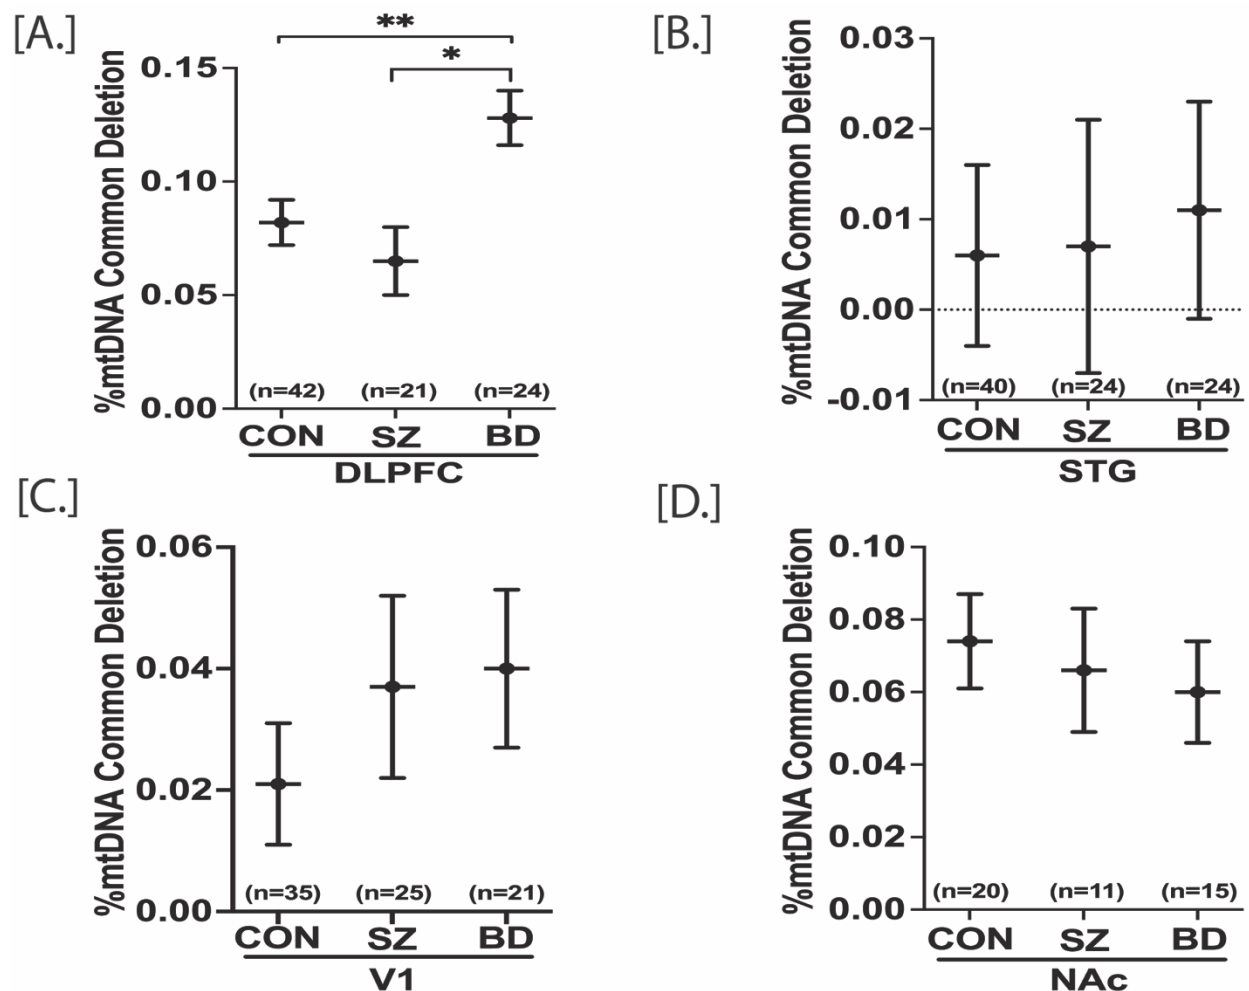 [A.]
** 
*
%mtDNA Common Deletion
0.15
0.10
0.05
0.00
(n=42) (n=21) (n=24)
CON SZ BD
DLPFC
[B.]
%mtDNA Common Deletion
0.03
0.02
0.01
0.00
-0.01
(n=40) (n=24) (n=24)
CON SZ BD
STG
[C.]
%mtDNA Common Deletion
0.06
0.04
0.02
0.00
(n=35) (n=25) (n=21)
CON SZ BD
V1
[D.]
%mtDNA Common Deletion
0.10
0.08
0.06
0.04
0.02
0.00
(n=20) (n=11) (n=15)
CON SZ BD
NAc